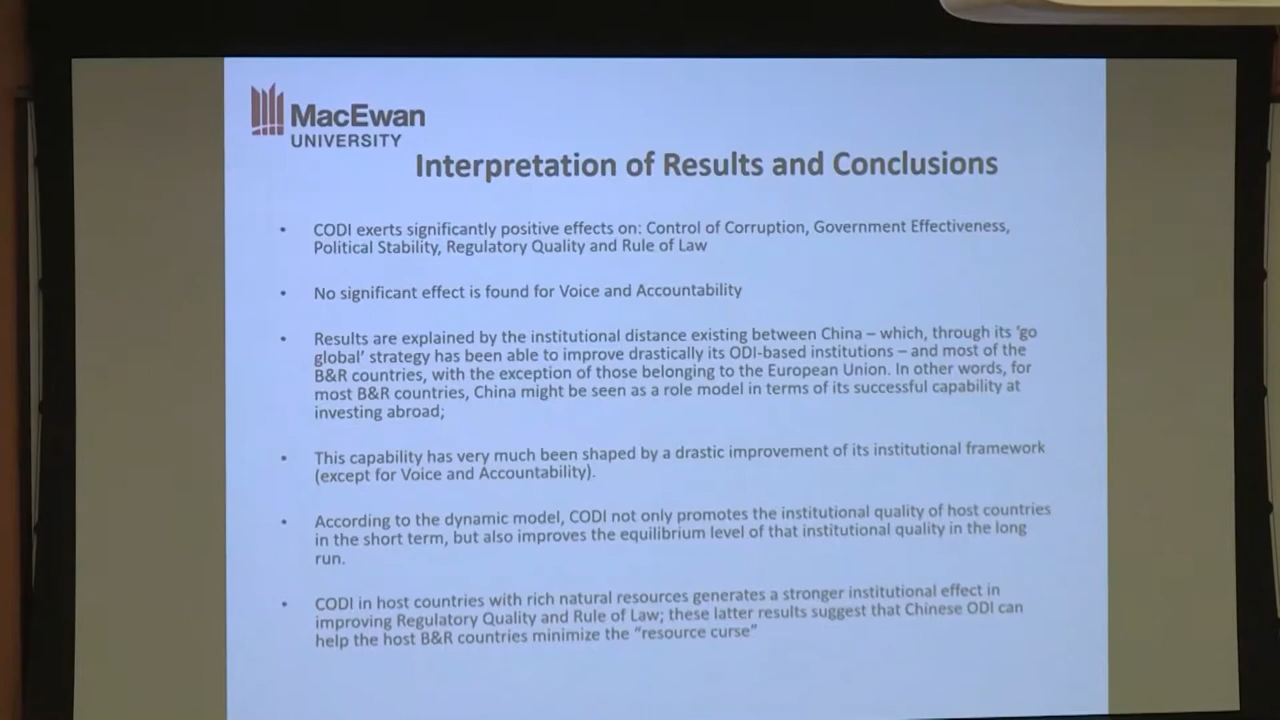 MacEwan
UNIVERSITY
Interpretation of Results and Conclusions
• CODI exerts significantly positive effects on: Control of Corruption, Government Effectiveness,
Political Stability, Regulatory Quality and Rule of Law
• No significant effect is found for Voice and Accountability
• Results are explained by the institutional distance existing between China – which, through its ‘go
global’ strategy has been able to improve drastically its ODI-based institutions – and most of the
B&R countries, with the exception of those belonging to the European Union. In other words, for
most B&R countries, China might be seen as a role model in terms of its successful capability at
investing abroad;
• This capability has very much been shaped by a drastic improvement of its institutional framework
(except for Voice and Accountability).
• According to the dynamic model, CODI not only promotes the institutional quality of host countries
in the short term, but also improves the equilibrium level of that institutional quality in the long
run.
• CODI in host countries with rich natural resources generates a stronger institutional effect in
improving Regulatory Quality and Rule of Law; these latter results suggest that Chinese ODI can
help the host B&R countries minimize the “resource curse”